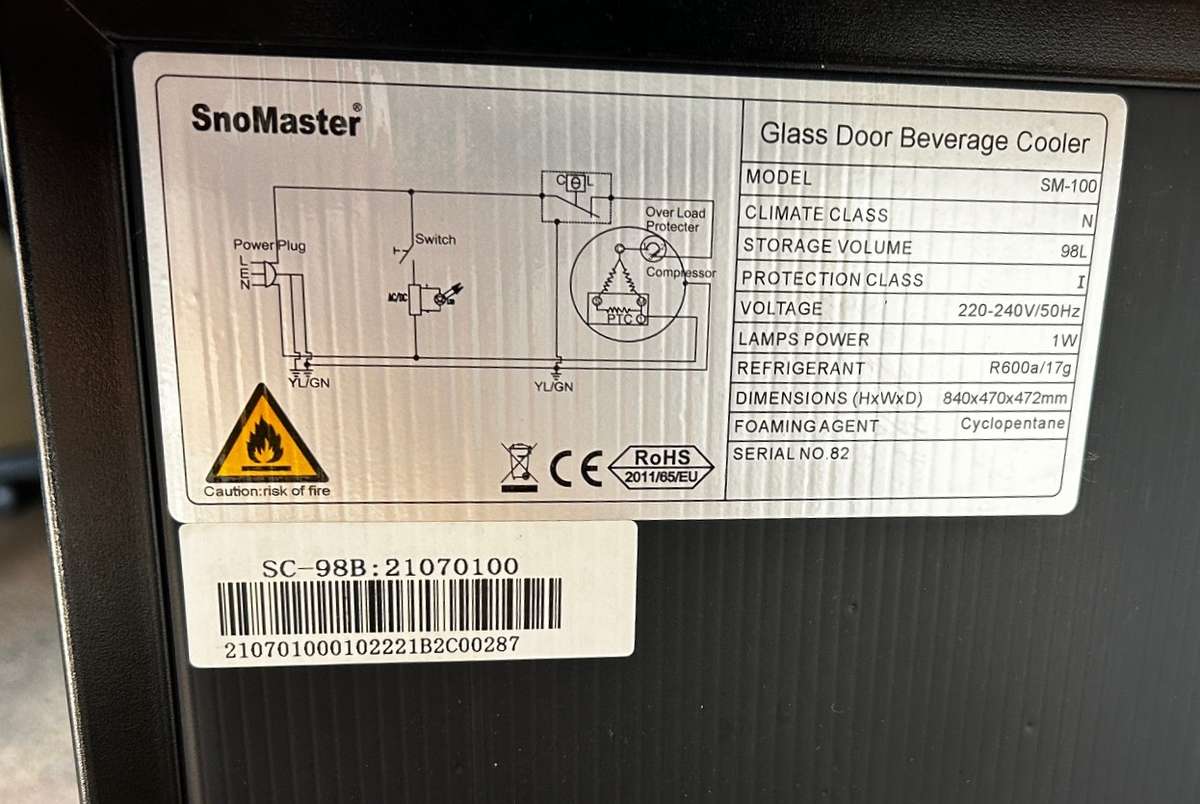 SnoMaster®
Glass Door Beverage Cooler
MODEL SM-100
CLIMATE CLASS N
STORAGE VOLUME 98L
PROTECTION CLASS I
VOLTAGE 220-240V/50Hz
LAMPS POWER 1W
REFRIGERANT R600a/17g
DIMENSIONS (HxWxD) 840x470x472mm
FOAMING AGENT Cyclopentane
SERIAL NO.82
C L
Over Load
Protecter
Power Plug
Switch
L
E
N
Compressor
AC/DC
PTC
YL/GN
YL/GN
Caution:risk of fire
CE
RoHS
2011/65/EU
SC-98B:21070100
210701000102221B2C00287